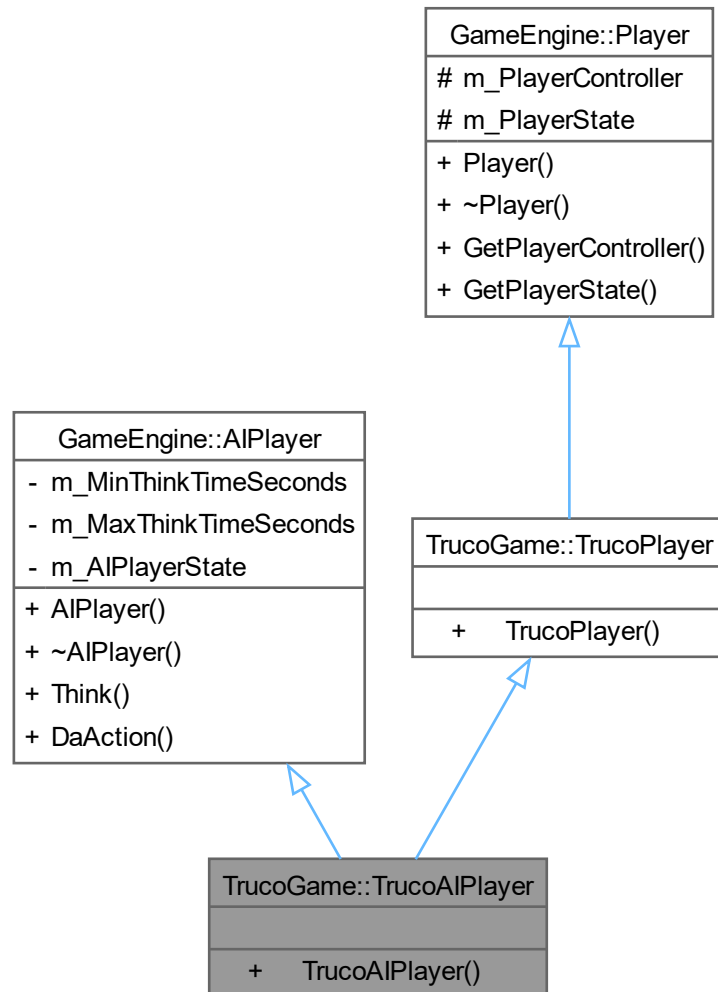 GameEngine::Player
# m_PlayerController
# m_PlayerState
+ Player()
+ ~Player()
+ GetPlayerController()
+ GetPlayerState()
GameEngine::AIPlayer
- m_MinThinkTimeSeconds
- m_MaxThinkTimeSeconds
- m_AIPlayerState
+ AIPlayer()
+ ~AIPlayer()
+ Think()
+ DaAction()
TrucoGame::TrucoPlayer
+ TrucoPlayer()
TrucoGame::TrucoAIPlayer
+ TrucoAIPlayer()